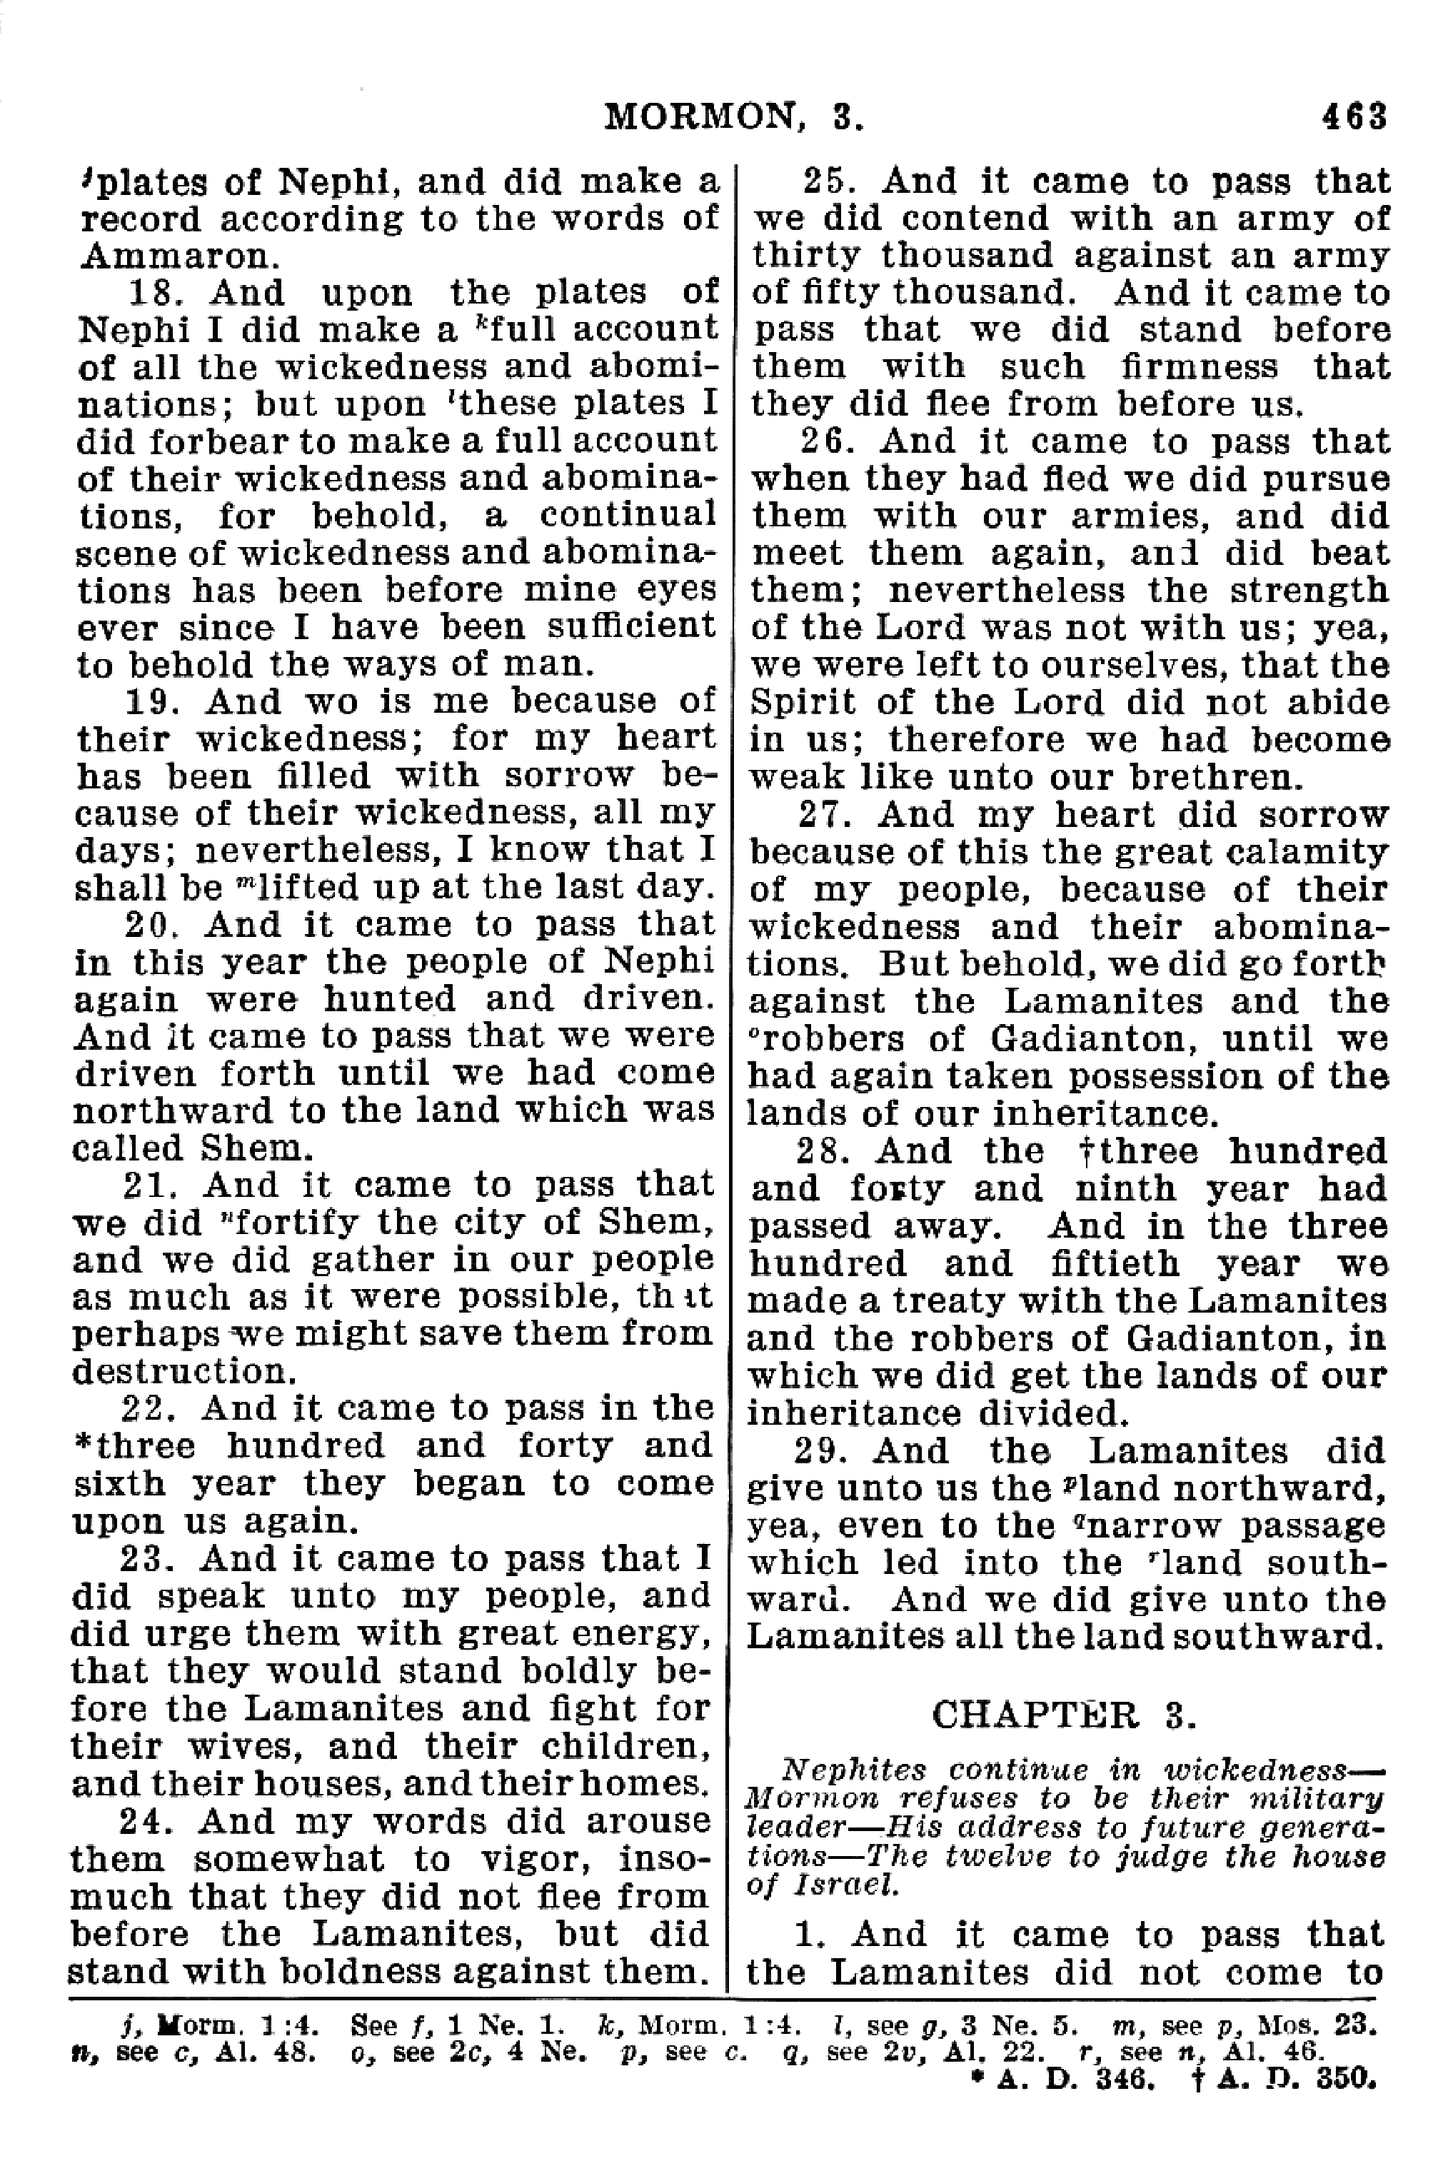 MORMON, 3. 463
jplates of Nephi, and did make a
record according to the words of
Ammaron.
18. And upon the plates of
Nephi I did make a kfull account
of all the wickedness and abomi-
nations; but upon lthese plates I
did forbear to make a full account
of their wickedness and abomina-
tions, for behold, a continual
scene of wickedness and abomina-
tions has been before mine eyes
ever since I have been sufficient
to behold the ways of man.
19. And wo is me because of
their wickedness; for my heart
has been filled with sorrow be-
cause of their wickedness, all my
days; nevertheless, I know that I
shall be mlifted up at the last day.
20. And it came to pass that
in this year the people of Nephi
again were hunted and driven.
And it came to pass that we were
driven forth until we had come
northward to the land which was
called Shem.
21. And it came to pass that
we did nfortify the city of Shem,
and we did gather in our people
as much as it were possible, that
perhaps we might save them from
destruction.
22. And it came to pass in the
*three hundred and forty and
sixth year they began to come
upon us again.
23. And it came to pass that I
did speak unto my people, and
did urge them with great energy,
that they would stand boldly be-
fore the Lamanites and fight for
their wives, and their children,
and their houses, and their homes.
24. And my words did arouse
them somewhat to vigor, inso-
much that they did not flee from
before the Lamanites, but did
stand with boldness against them.
25. And it came to pass that
we did contend with an army of
thirty thousand against an army
of fifty thousand. And it came to
pass that we did stand before
them with such firmness that
they did flee from before us.
26. And it came to pass that
when they had fled we did pursue
them with our armies, and did
meet them again, and did beat
them; nevertheless the strength
of the Lord was not with us; yea,
we were left to ourselves, that the
Spirit of the Lord did not abide
in us; therefore we had become
weak like unto our brethren.
27. And my heart did sorrow
because of this the great calamity
of my people, because of their
wickedness and their abomina-
tions. But behold, we did go forth
against the Lamanites and the
orobbers of Gadianton, until we
had again taken possession of the
lands of our inheritance.
28. And the †three hundred
and forty and ninth year had
passed away. And in the three
hundred and fiftieth year we
made a treaty with the Lamanites
and the robbers of Gadianton, in
which we did get the lands of our
inheritance divided.
29. And the Lamanites did
give unto us the pland northward,
yea, even to the qnarrow passage
which led into the rland south-
ward. And we did give unto the
Lamanites all the land southward.
CHAPTER 3.
Nephites continue in wickedness—
Mormon refuses to be their military
leader—His address to future genera-
tions—The twelve to judge the house
of Israel.
1. And it came to pass that
the Lamanites did not come to
j, Morm. 1:4. See f, 1 Ne. 1. k, Morm. 1:4. l, see g, 3 Ne. 5. m, see p, Mos. 23.
n, see c, Al. 48. o, see 2c, 4 Ne. p, see c. q, see 2v, Al. 22. r, see n, Al. 46.
* A. D. 346. † A. D. 350.